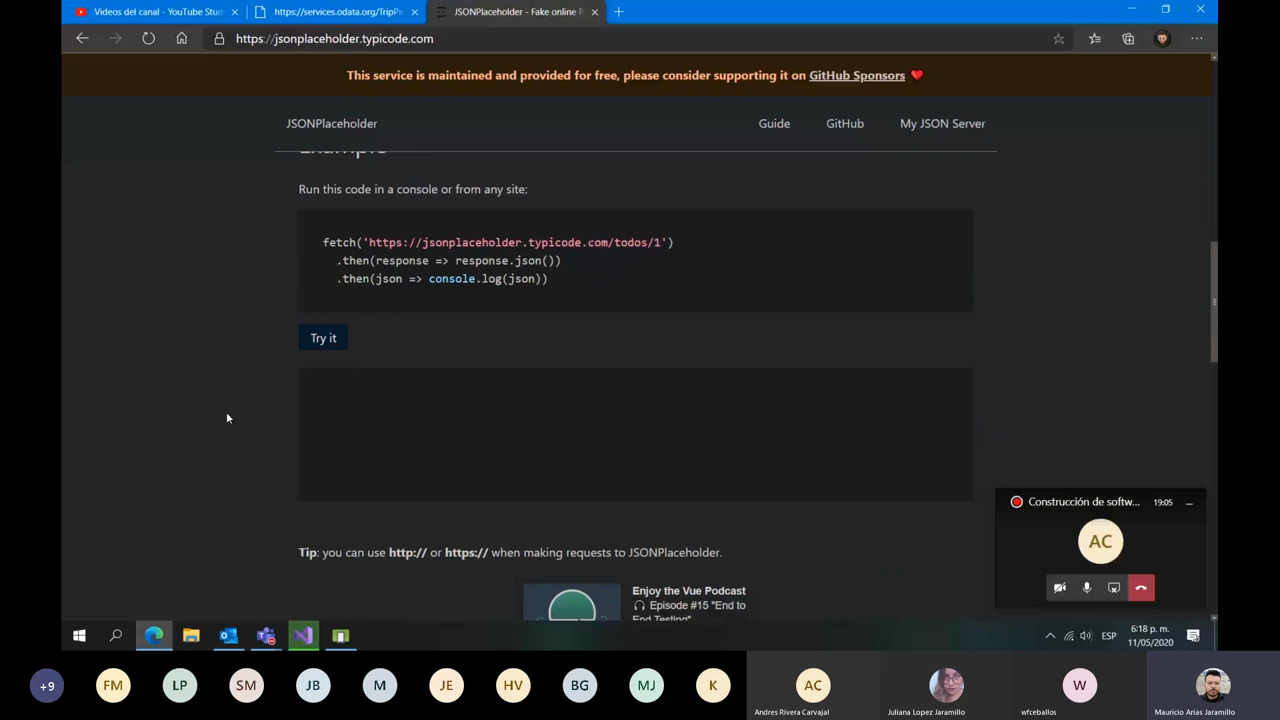 Videos del canal - YouTube Stud
https://services.odata.org/TripPi
JSONPlaceholder - Fake online R
https://jsonplaceholder.typicode.com
This service is maintained and provided for free, please consider supporting it on GitHub Sponsors
JSONPlaceholder
Guide
GitHub
My JSON Server
Example
Run this code in a console or from any site:
fetch('https://jsonplaceholder.typicode.com/todos/1')
.then(response => response.json())
.then(json => console.log(json))
Try it
Tip: you can use http:// or https:// when making requests to JSONPlaceholder.
Enjoy the Vue Podcast
Episode #15 "End to
End Testing"
Construcción de softw...
19:05
AC
ESP
6:18 p. m.
11/05/2020
+9
FM
LP
SM
JB
M
JE
HV
BG
MJ
K
AC
W
Andres Rivera Carvajal
Juliana Lopez Jaramillo
wfceballos
Mauricio Arias Jaramillo